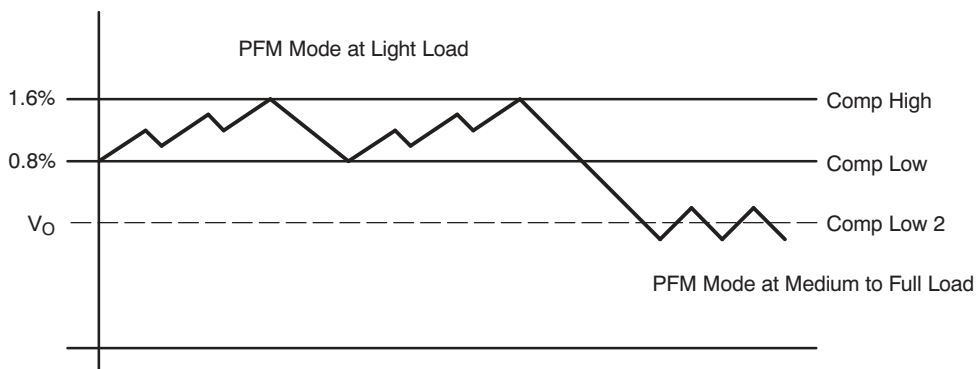 PFM Mode at Light Load
1.6%
Comp High
0.8%
Comp Low
VO
Comp Low 2
PFM Mode at Medium to Full Load